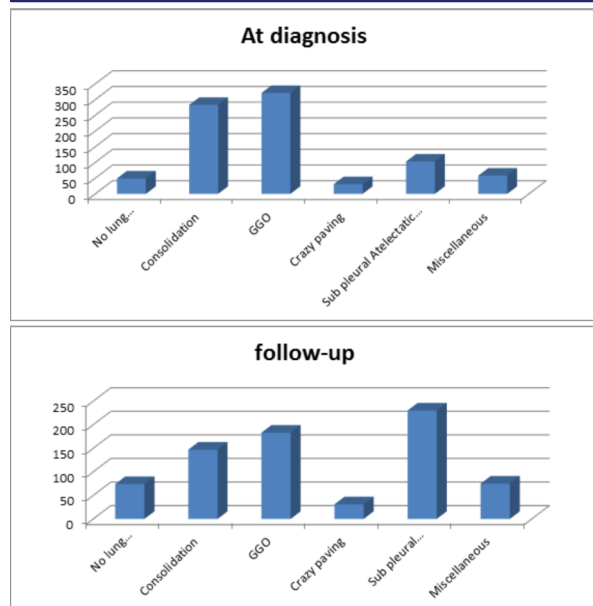 At diagnosis
350
300
250
200
150
100
50
0
No lung...
Consolidation
GGO
Crazy paving
Sub pleural Atelectatic...
Miscellaneous
follow-up
250
200
150
100
50
0
No lung...
Consolidation
GGO
Crazy paving
Sub pleural...
Miscellaneous